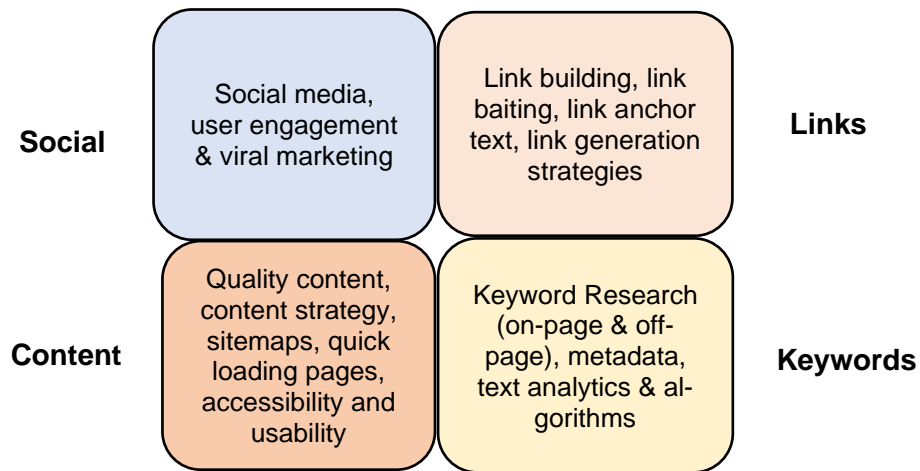 Social
Social media,
user engagement
& viral marketing
Link building, link
baiting, link anchor
text, link generation
strategies
Links
Content
Quality content,
content strategy,
sitemaps, quick
loading pages,
accessibility and
usability
Keyword Research
(on-page & off-
page), metadata,
text analytics & al-
gorithms
Keywords